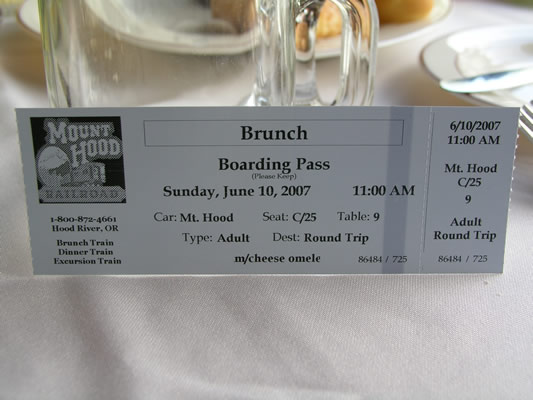 MOUNT
HOOD
RAILROAD
1-800-872-4661
Hood River, OR
Brunch Train
Dinner Train
Excursion Train
Brunch
Boarding Pass
(Please Keep)
Sunday, June 10, 2007 11:00 AM
Car: Mt. Hood Seat: C/25 Table: 9
Type: Adult Dest: Round Trip
m/cheese omele 86484 / 725
6/10/2007
11:00 AM
Mt. Hood
C/25
9
Adult
Round Trip
86484 / 725